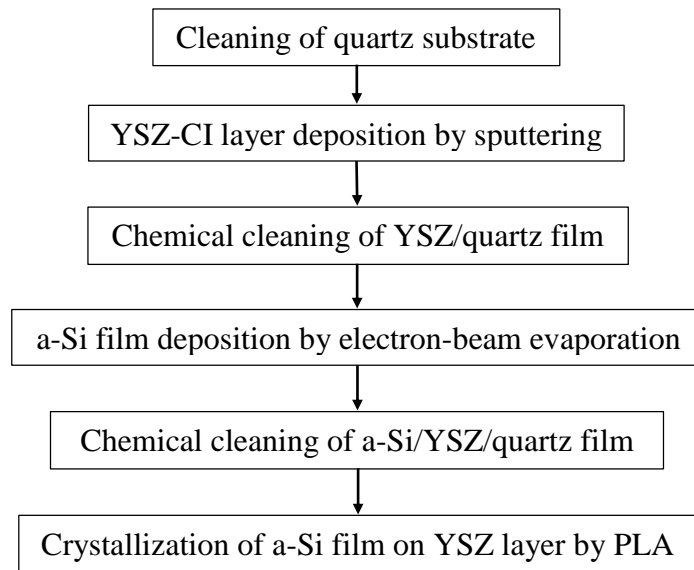 Cleaning of quartz substrate
YSZ-CI layer deposition by sputtering
Chemical cleaning of YSZ/quartz film
a-Si film deposition by electron-beam evaporation
Chemical cleaning of a-Si/YSZ/quartz film
Crystallization of a-Si film on YSZ layer by PLA